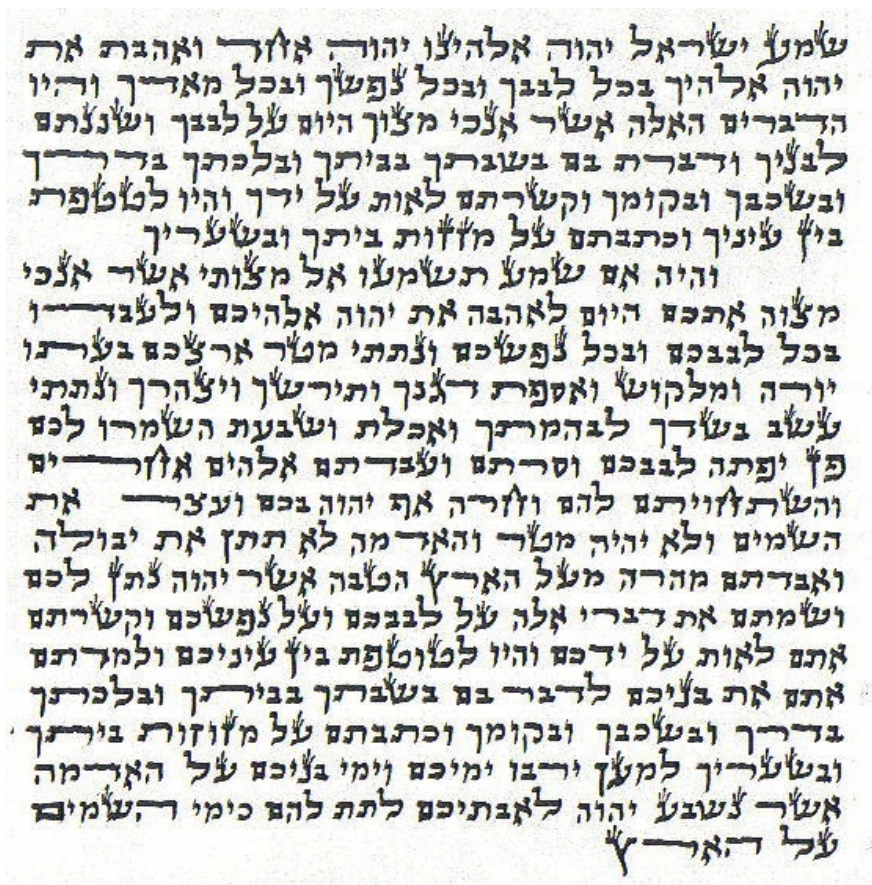 שמע ישראל יהוה אלהינו יהוה אחד ואהבת את
יהוה אלהיך בכל לבבך ובכל נפשך ובכל מאדך והיו
הדברים האלה אשר אנכי מצוך היום על לבבך ושננתם
לבניך ודברת בם בשבתך בביתך ובלכתך בדרך
ובשכבך ובקומך וקשרתם לאות על ידך והיו לטטפת
בין עיניך וכתבתם על מזזות ביתך ובשעריך
והיה אם שמע תשמעו אל מצותי אשר אנכי
מצוה אתכם היום לאהבה את יהוה אלהיכם ולעבדו
בכל לבבכם ובכל נפשכם ונתתי מטר ארצכם בעתו
יורה ומלקוש ואספת דגנך ותירשך ויצהרך ונתתי
עשב בשדך לבהמתך ואכלת ושבעת השמרו לכם
פן יפתה לבבכם וסרתם ועבדתם אלהים אחרים
והשתחויתם להם וחרה אף יהוה בכם ועצר את
השמים ולא יהיה מטר והאדמה לא תתן את יבולה
ואבדתם מהרה מעל הארץ הטבה אשר יהוה נתן לכם
ושמתם את דברי אלה על לבבכם ועל נפשכם וקשרתם
אתם לאות על ידכם והיו לטוטפת בין עיניכם ולמדתם
אתם את בניכם לדבר בם בשבתך בביתך ובלכתך
בדרך ובשכבך ובקומך וכתבתם על מזוזות ביתך
ובשעריך למען ירבו ימיכם וימי בניכם על האדמה
אשר נשבע יהוה לאבתיכם לתת להם כימי השמים
על הארץ